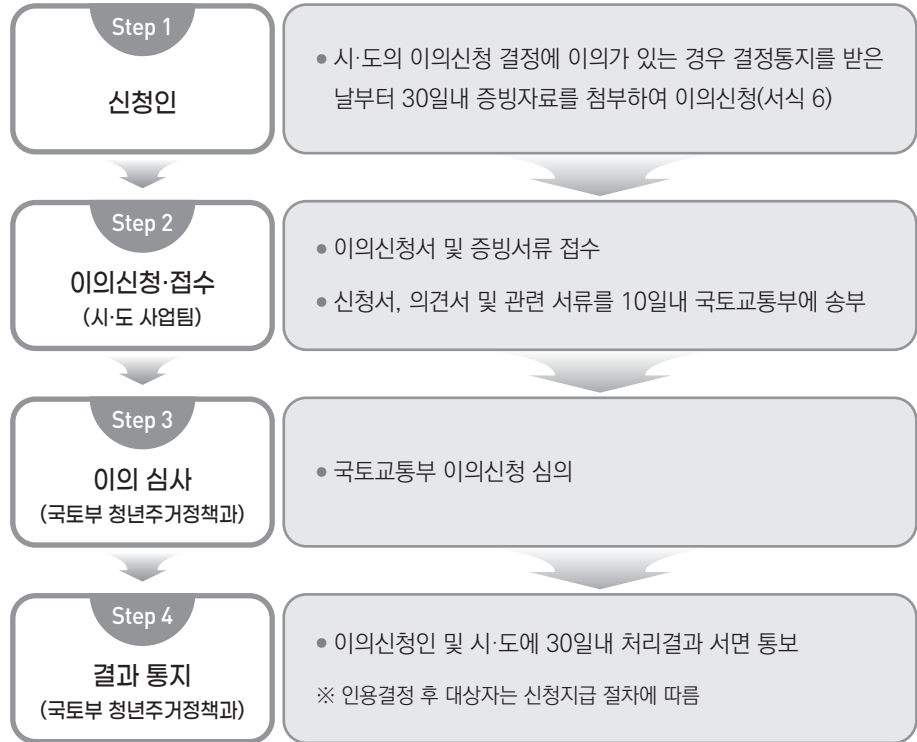 Step 1
신청인
• 시·도의 이의신청 결정에 이의가 있는 경우 결정통지를 받은
날부터 30일내 증빙자료를 첨부하여 이의신청(서식 6)
Step 2
이의신청·접수
(시·도 사업팀)
• 이의신청서 및 증빙서류 접수
• 신청서, 의견서 및 관련 서류를 10일내 국토교통부에 송부
Step 3
이의 심사
(국토부 청년주거정책과)
• 국토교통부 이의신청 심의
Step 4
결과 통지
(국토부 청년주거정책과)
• 이의신청인 및 시·도에 30일내 처리결과 서면 통보
※ 인용결정 후 대상자는 신청지급 절차에 따름